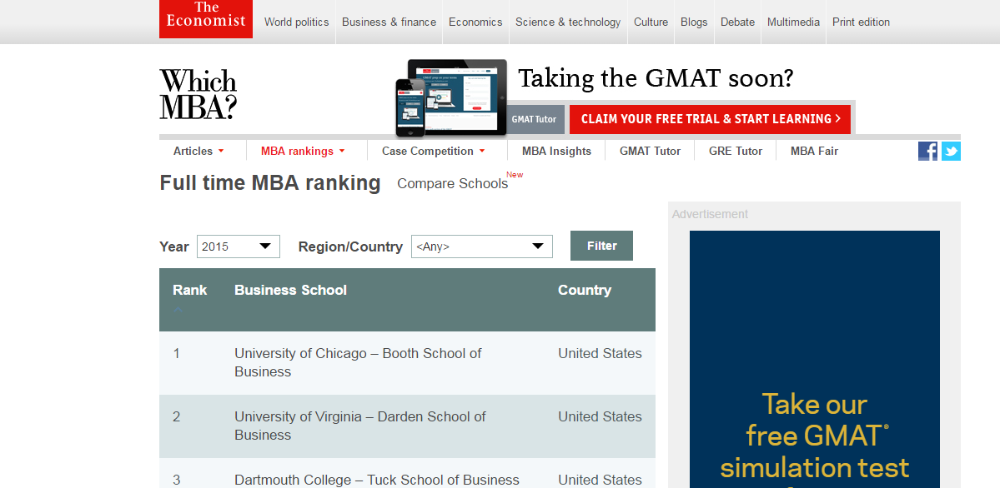 The
Economist
World politics
Business & finance
Economics
Science & technology
Culture
Blogs
Debate
Multimedia
Print edition
Which
MBA?
Taking the GMAT soon?
GMAT Tutor
CLAIM YOUR FREE TRIAL & START LEARNING >
Articles
MBA rankings
Case Competition
MBA Insights
GMAT Tutor
GRE Tutor
MBA Fair
Full time MBA ranking
Compare Schools New
Advertisement
Year 2015 Region/Country <Any> Filter
Rank Business School Country
1 University of Chicago – Booth School of United States
Business
2 University of Virginia – Darden School of United States
Business
3 Dartmouth College – Tuck School of Business United States
Take our
free GMAT®
simulation test